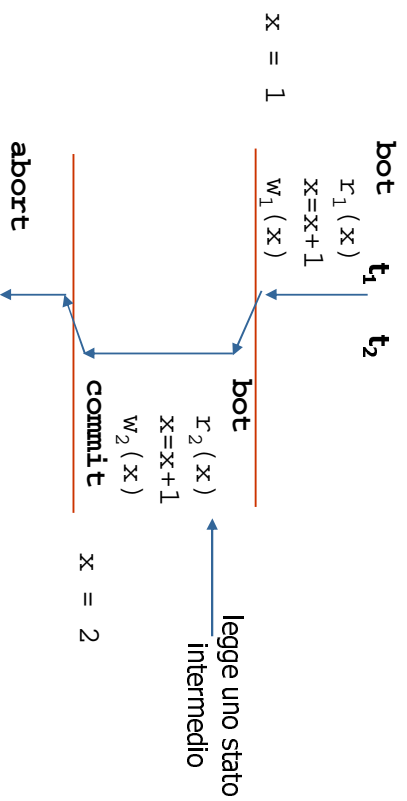 bot
t₁ t₂
r₁(x)
x=x+1
x = 1
w₁(x)
bot
legge uno stato
intermedio
r₂(x)
x=x+1
w₂(x)
commit
x = 2
abort